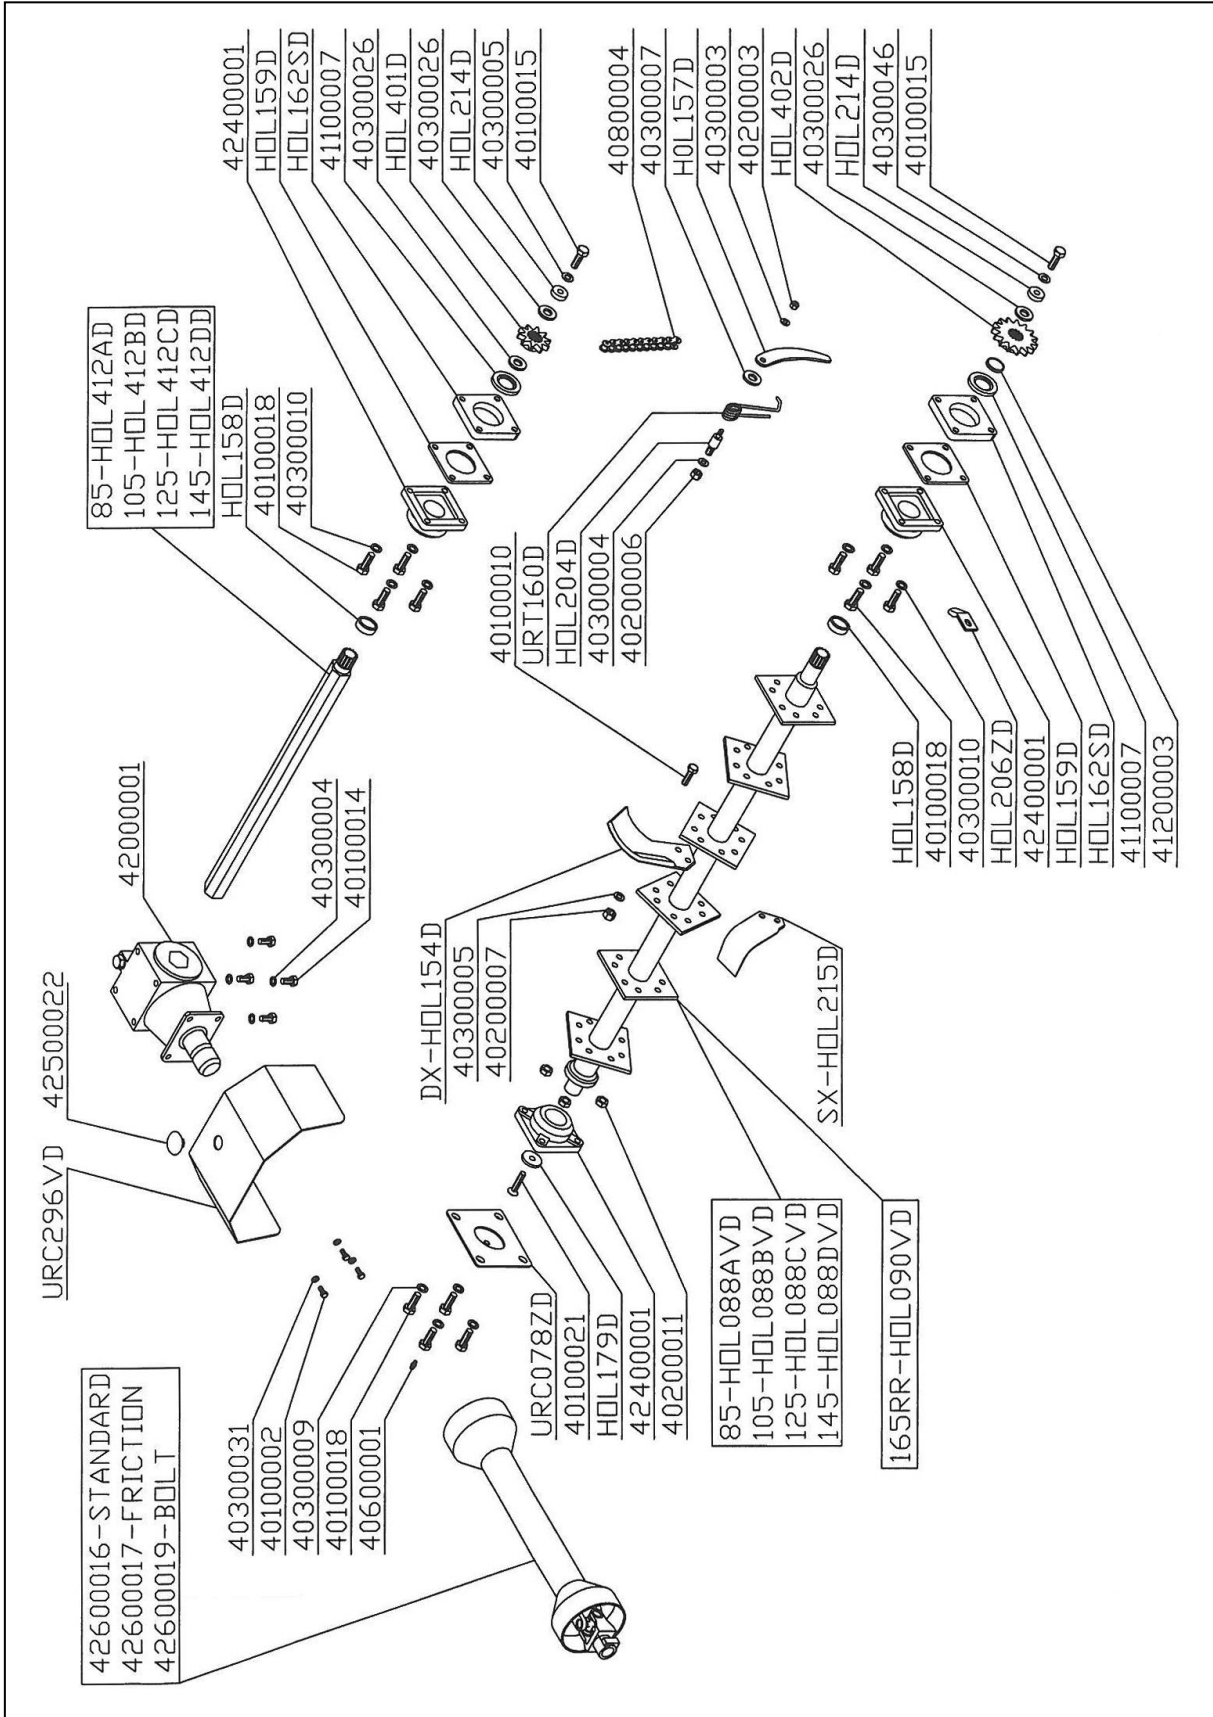 42600016-STANDARD
42600017-FRICTION
42600019-BOLT
URC296VD
42500022
42000001
40300004
40100014
85-HOL412AD
105-HOL412BD
125-HOL412CD
145-HOL412DD
HOL158D
40100018
40300010
42400001
HOL159D
HOL162SD
41100007
40300026
HOL401D
40300026
HOL214D
40300005
40100015
40300031
40100002
40300009
40100018
40600001
DX-HOL154D
40300005
40200007
40100010
URT160D
HOL204D
40300004
40200006
40800004
40300007
HOL157D
40300003
40200003
HOL402D
40300026
HOL214D
40300046
40100015
URC078ZD
40100021
HOL179D
42400001
40200011
85-HOL088AVD
105-HOL088BVD
125-HOL088CVD
145-HOL088DVD
165RR-HOL090VD
SX-HOL215D
HOL158D
40100018
40300010
HOL206ZD
42400001
HOL159D
HOL162SD
41100007
41200003